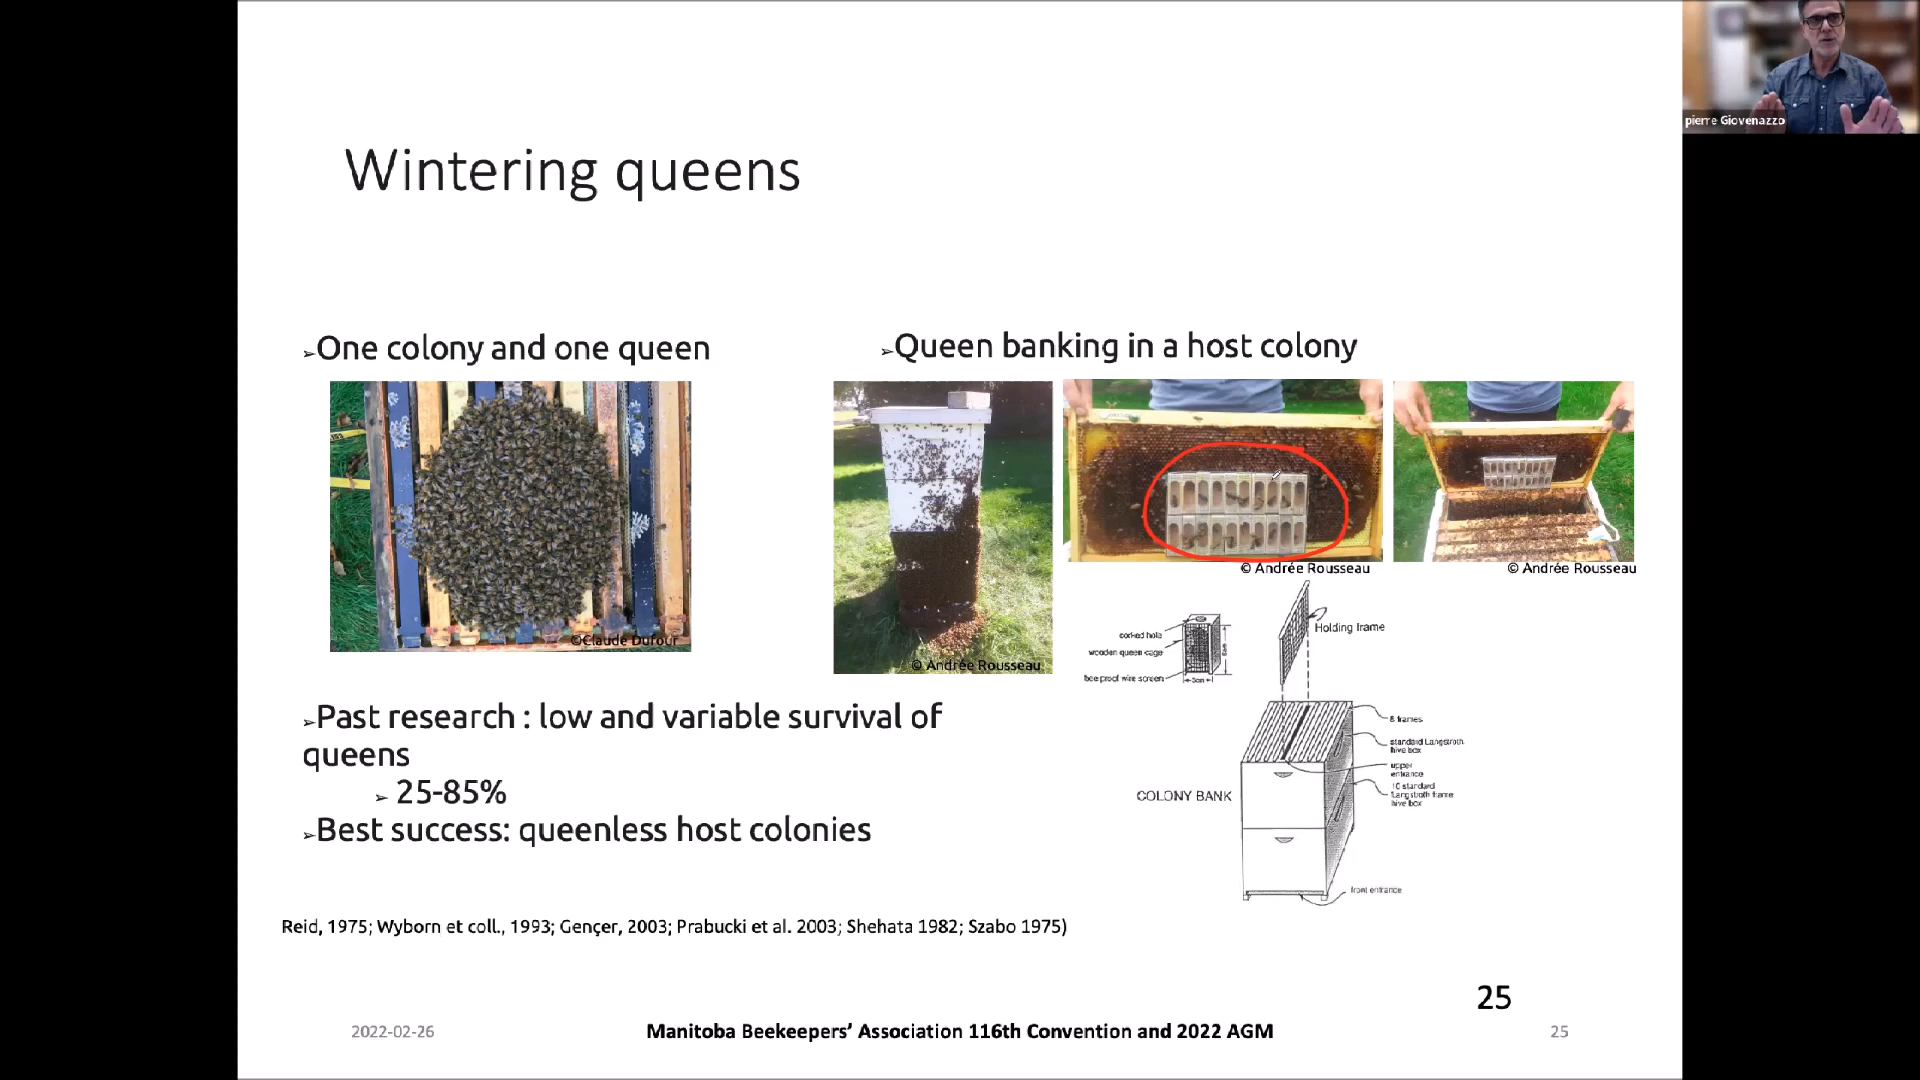 pierre Giovenazzo
Wintering queens
➢One colony and one queen
➢Queen banking in a host colony
©Claude Dufour
© Andrée Rousseau
© Andrée Rousseau
© Andrée Rousseau
corked hole
wooden queen cage
bee proof wire screen
5cm
Holding frame
8 frames
standard Langstroth
hive box
upper
entrance
10 standard
Langstroth frame
hive box
COLONY BANK
front entrance
➢Past research : low and variable survival of
queens
➢ 25-85%
➢Best success: queenless host colonies
Reid, 1975; Wyborn et coll., 1993; Gençer, 2003; Prabucki et al. 2003; Shehata 1982; Szabo 1975)
25
2022-02-26
Manitoba Beekeepers’ Association 116th Convention and 2022 AGM
25